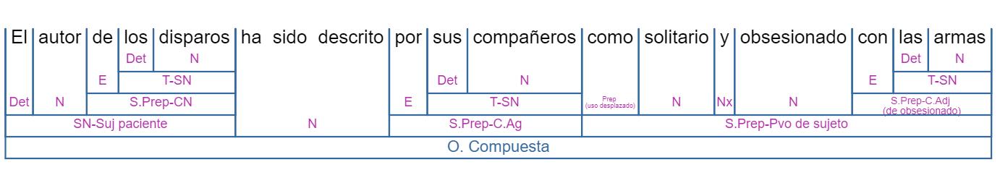 El autor de los disparos ha sido descrito por sus compañeros como solitario y obsesionado con las armas
Det N Det N
E T-SN Det N E T-SN
Det N S.Prep-CN E T-SN Prep (uso desplazado) N Nx N S.Prep-C.Adj (de obsesionado)
SN-Suj paciente N S.Prep-C.Ag S.Prep-Pvo de sujeto
O. Compuesta